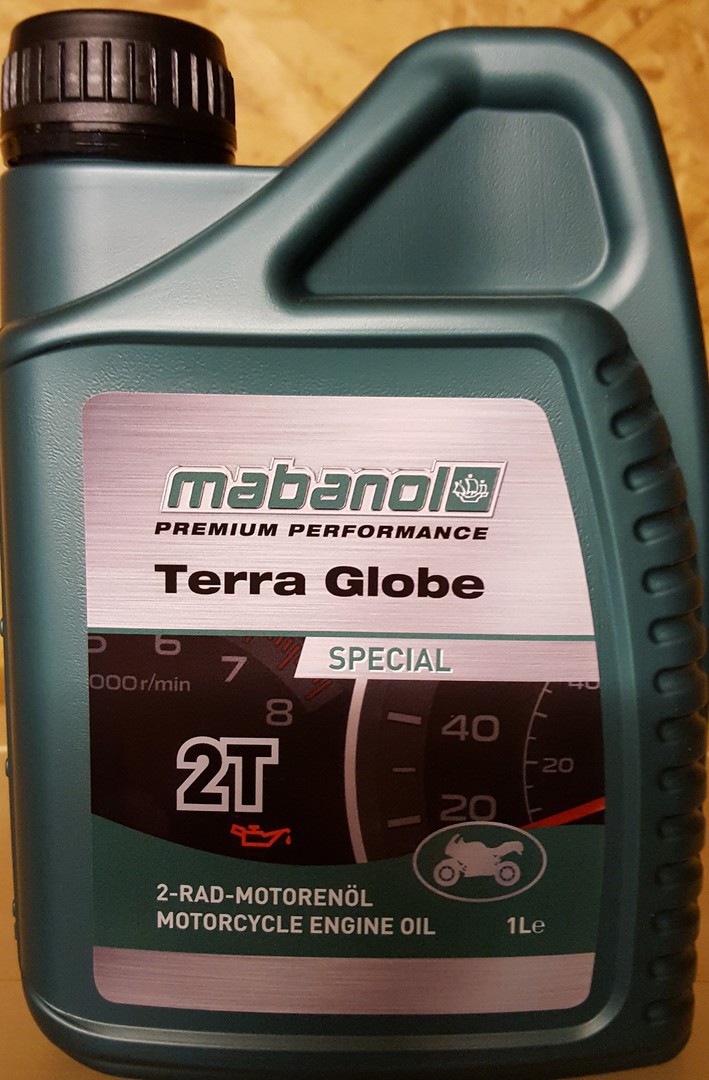 mabanol
PREMIUM PERFORMANCE
Terra Globe
SPECIAL
5 6 7 8
000 r/min
40
20
40
20
2T
2-RAD-MOTORENÖL
MOTORCYCLE ENGINE OIL
1L e